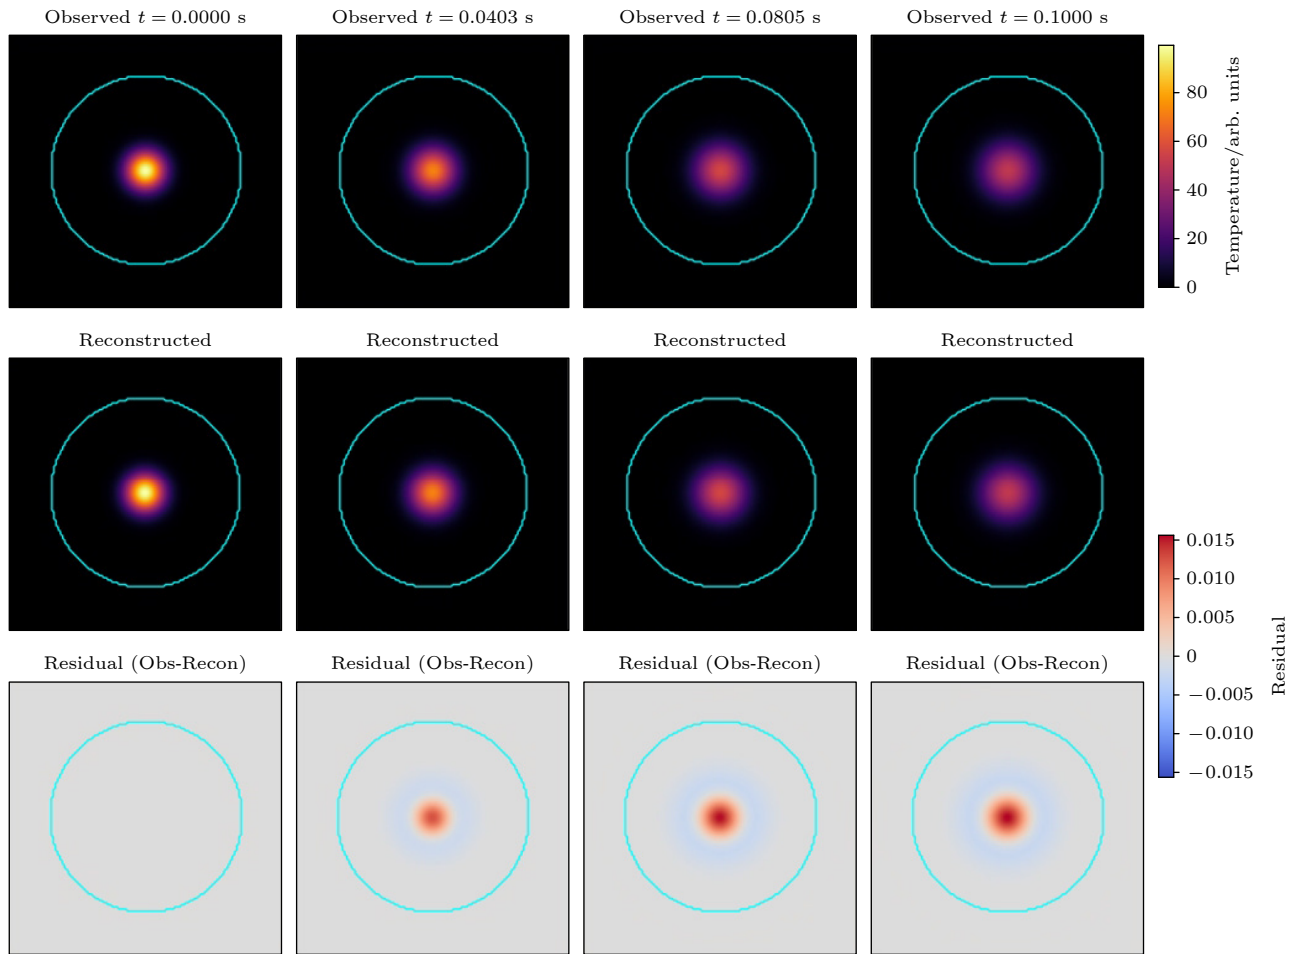 Observed t = 0.0000 s
Observed t = 0.0403 s
Observed t = 0.0805 s
Observed t = 0.1000 s
80
60
40
20
0
Temperature/arb. units
Reconstructed
Reconstructed
Reconstructed
Reconstructed
0.015
0.010
0.005
0
−0.005
−0.010
−0.015
Residual
Residual (Obs-Recon)
Residual (Obs-Recon)
Residual (Obs-Recon)
Residual (Obs-Recon)